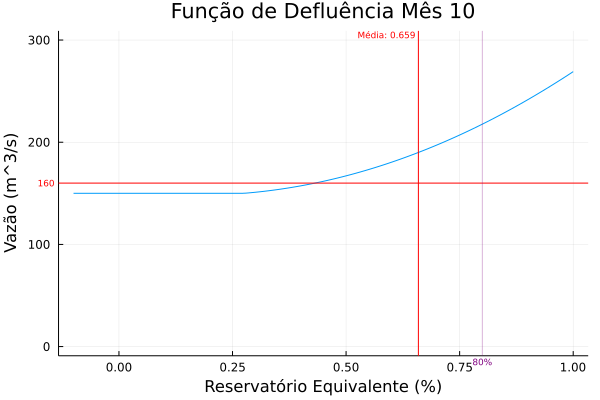 Função de Defluência Mês 10
Média: 0.659
300
200
160
100
0
Vazão (m^3/s)
0.00
0.25
0.50
0.75
80%
1.00
Reservatório Equivalente (%)